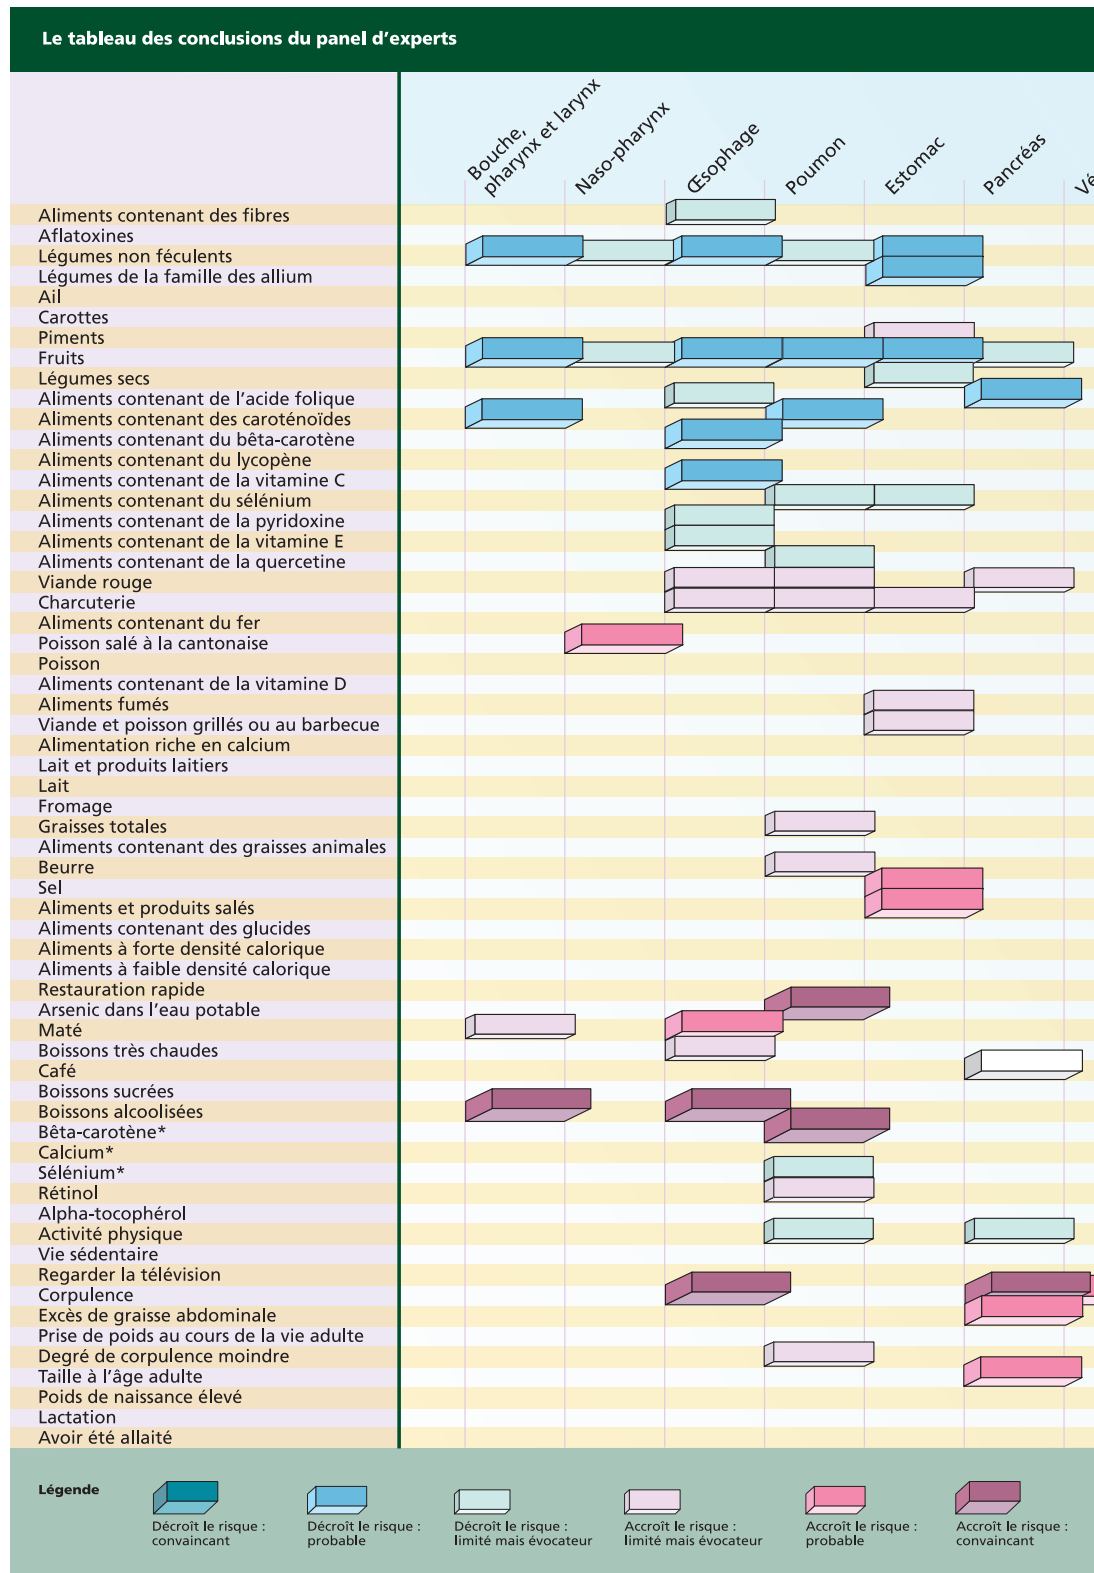 Le tableau des conclusions du panel d’experts
Bouche,
pharynx et larynx
Naso-pharynx
Œsophage
Poumon
Estomac
Pancréas
Vé
Aliments contenant des fibres
Aflatoxines
Légumes non féculents
Légumes de la famille des allium
Ail
Carottes
Piments
Fruits
Légumes secs
Aliments contenant de l’acide folique
Aliments contenant des caroténoïdes
Aliments contenant du bêta-carotène
Aliments contenant du lycopène
Aliments contenant de la vitamine C
Aliments contenant du sélénium
Aliments contenant de la pyridoxine
Aliments contenant de la vitamine E
Aliments contenant de la quercetine
Viande rouge
Charcuterie
Aliments contenant du fer
Poisson salé à la cantonaise
Poisson
Aliments contenant de la vitamine D
Aliments fumés
Viande et poisson grillés ou au barbecue
Alimentation riche en calcium
Lait et produits laitiers
Lait
Fromage
Graisses totales
Aliments contenant des graisses animales
Beurre
Sel
Aliments et produits salés
Aliments contenant des glucides
Aliments à forte densité calorique
Aliments à faible densité calorique
Restauration rapide
Arsenic dans l’eau potable
Maté
Boissons très chaudes
Café
Boissons sucrées
Boissons alcoolisées
Bêta-carotène*
Calcium*
Sélénium*
Rétinol
Alpha-tocophérol
Activité physique
Vie sédentaire
Regarder la télévision
Corpulence
Excès de graisse abdominale
Prise de poids au cours de la vie adulte
Degré de corpulence moindre
Taille à l’âge adulte
Poids de naissance élevé
Lactation
Avoir été allaité
Légende
Décroît le risque :
convaincant
Décroît le risque :
probable
Décroît le risque :
limité mais évocateur
Accroît le risque :
limité mais évocateur
Accroît le risque :
probable
Accroît le risque :
convaincant